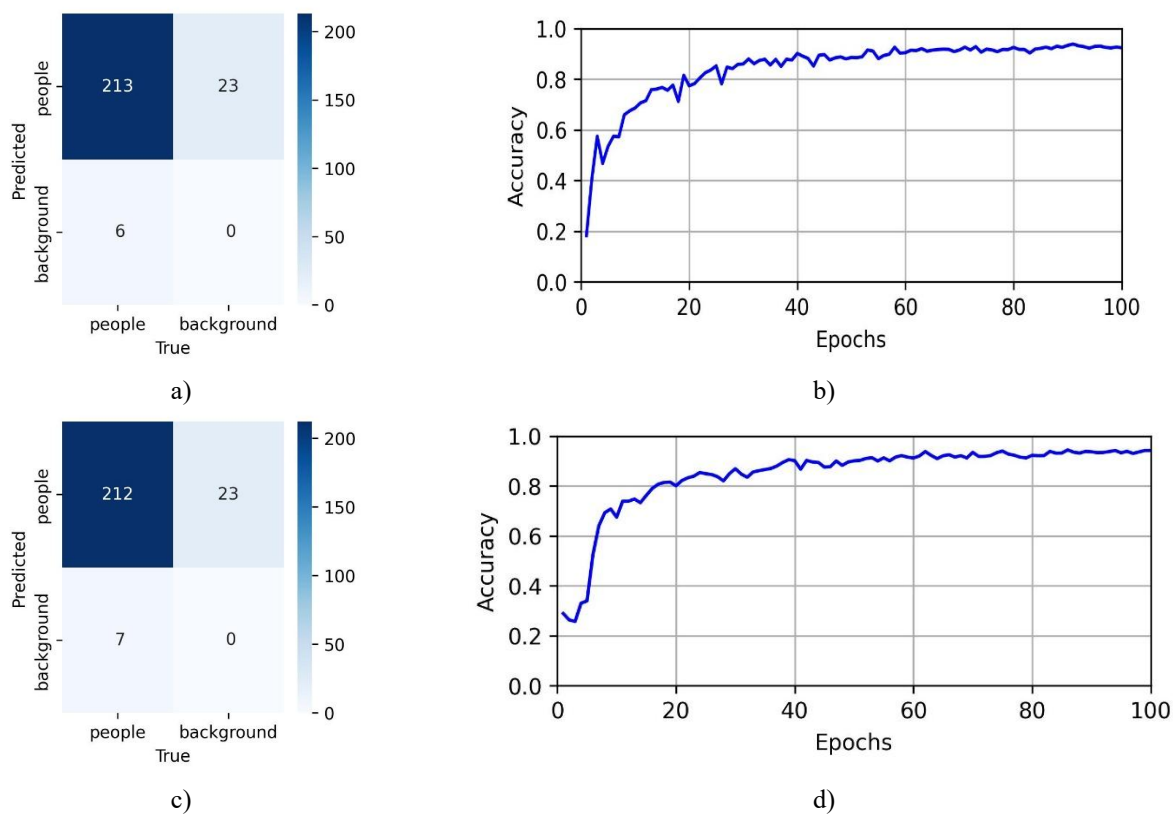 200
213
23
150
people
Predicted
100
background
6
0
50
0
people
background
True
a)
1.0
0.8
0.6
0.4
0.2
0.0
Accuracy
0
20
40
60
80
100
Epochs
b)
200
212
23
150
people
Predicted
100
background
7
0
50
0
people
background
True
c)
1.0
0.8
0.6
0.4
0.2
0.0
Accuracy
0
20
40
60
80
100
Epochs
d)